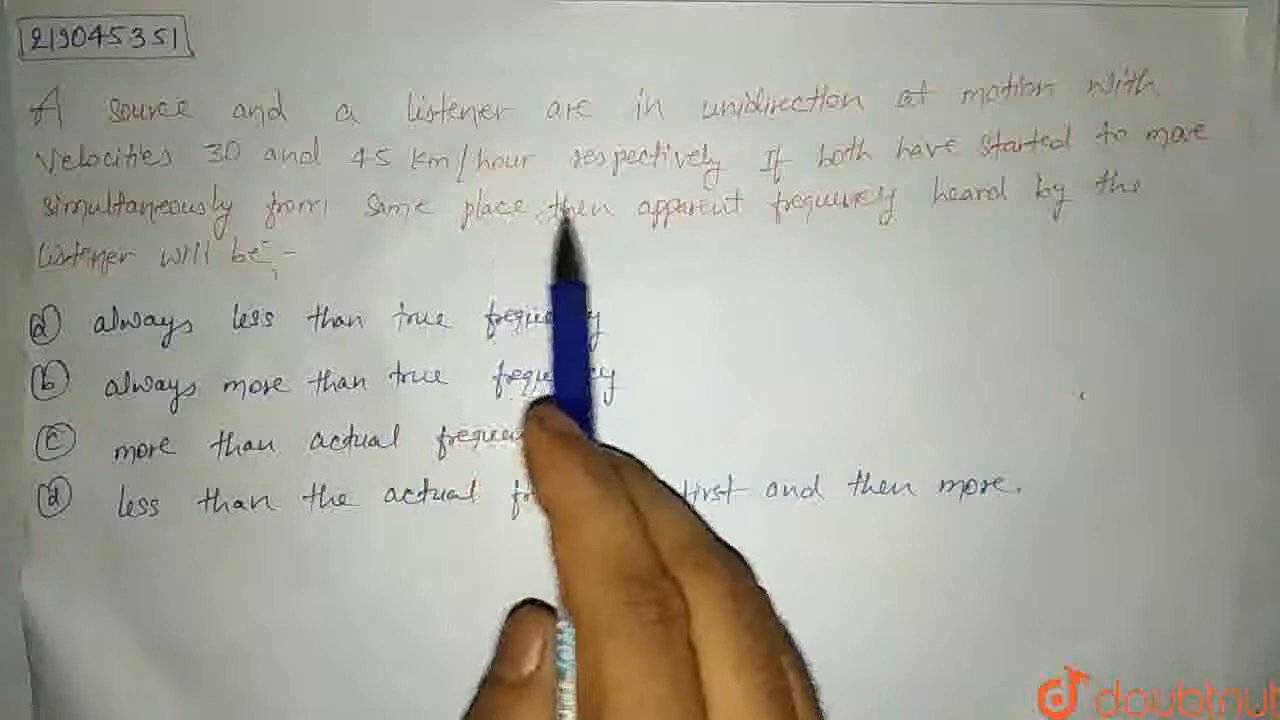 219045351
A source and a listener are in unidirection at motion with
velocities 30 and 45 km/hour respectively If both have started to move
simultaneously from same place then apparent frequency heard by the
listener will be :-
(a) always less than true frequency
(b) always more than true frequency
(c) more than actual
(d) less than the actual first and then more.
doubtnut